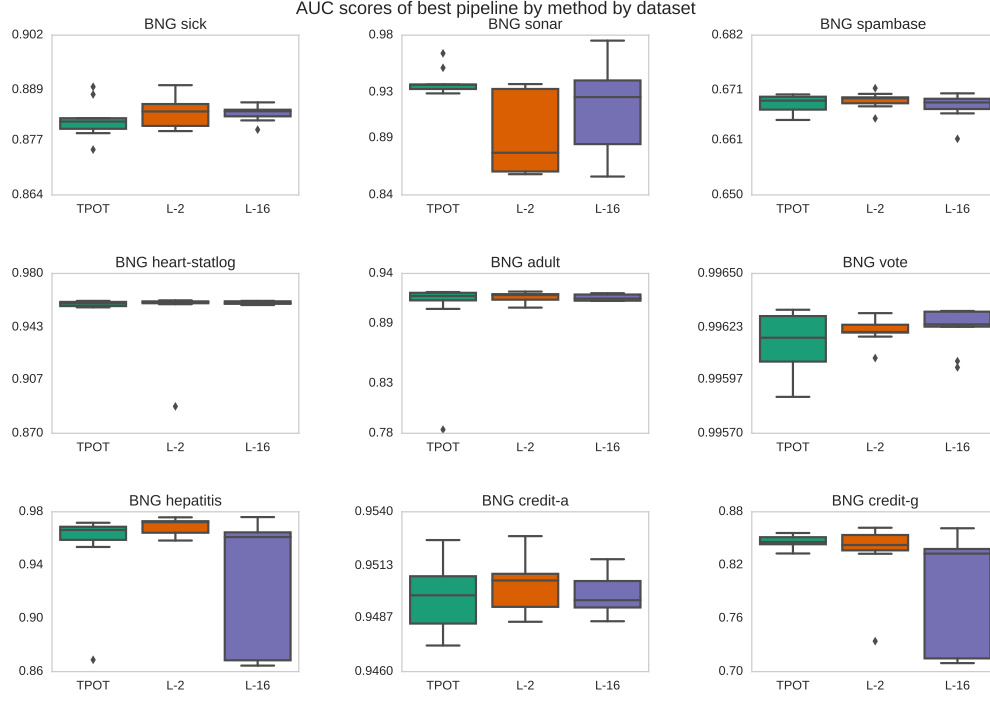 AUC scores of best pipeline by method by dataset
BNG sick
0.902
0.889
0.877
0.864
TPOT L-2 L-16
BNG sonar
0.98
0.93
0.89
0.84
TPOT L-2 L-16
BNG spambase
0.682
0.671
0.661
0.650
TPOT L-2 L-16
BNG heart-statlog
0.980
0.943
0.907
0.870
TPOT L-2 L-16
BNG adult
0.94
0.89
0.83
0.78
TPOT L-2 L-16
BNG vote
0.99650
0.99623
0.99597
0.99570
TPOT L-2 L-16
BNG hepatitis
0.98
0.94
0.90
0.86
TPOT L-2 L-16
BNG credit-a
0.9540
0.9513
0.9487
0.9460
TPOT L-2 L-16
BNG credit-g
0.88
0.82
0.76
0.70
TPOT L-2 L-16